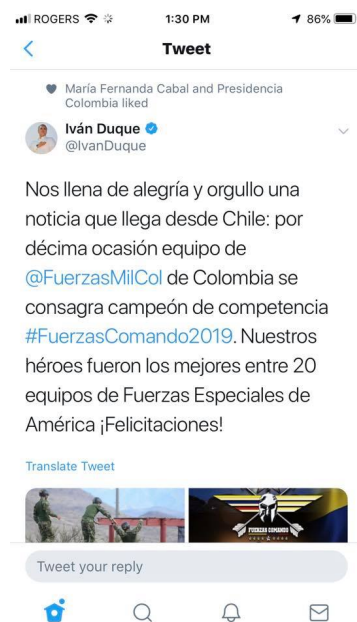 ROGERS 1:30 PM 86%
Tweet
María Fernanda Cabal and Presidencia
Colombia liked
Iván Duque
@IvanDuque
Nos llena de alegría y orgullo una
noticia que llega desde Chile: por
décima ocasión equipo de
@FuerzasMilCol de Colombia se
consagra campeón de competencia
#FuerzasComando2019. Nuestros
héroes fueron los mejores entre 20
equipos de Fuerzas Especiales de
América ¡Felicitaciones!
Translate Tweet
FUERZAS COMANDO
Tweet your reply